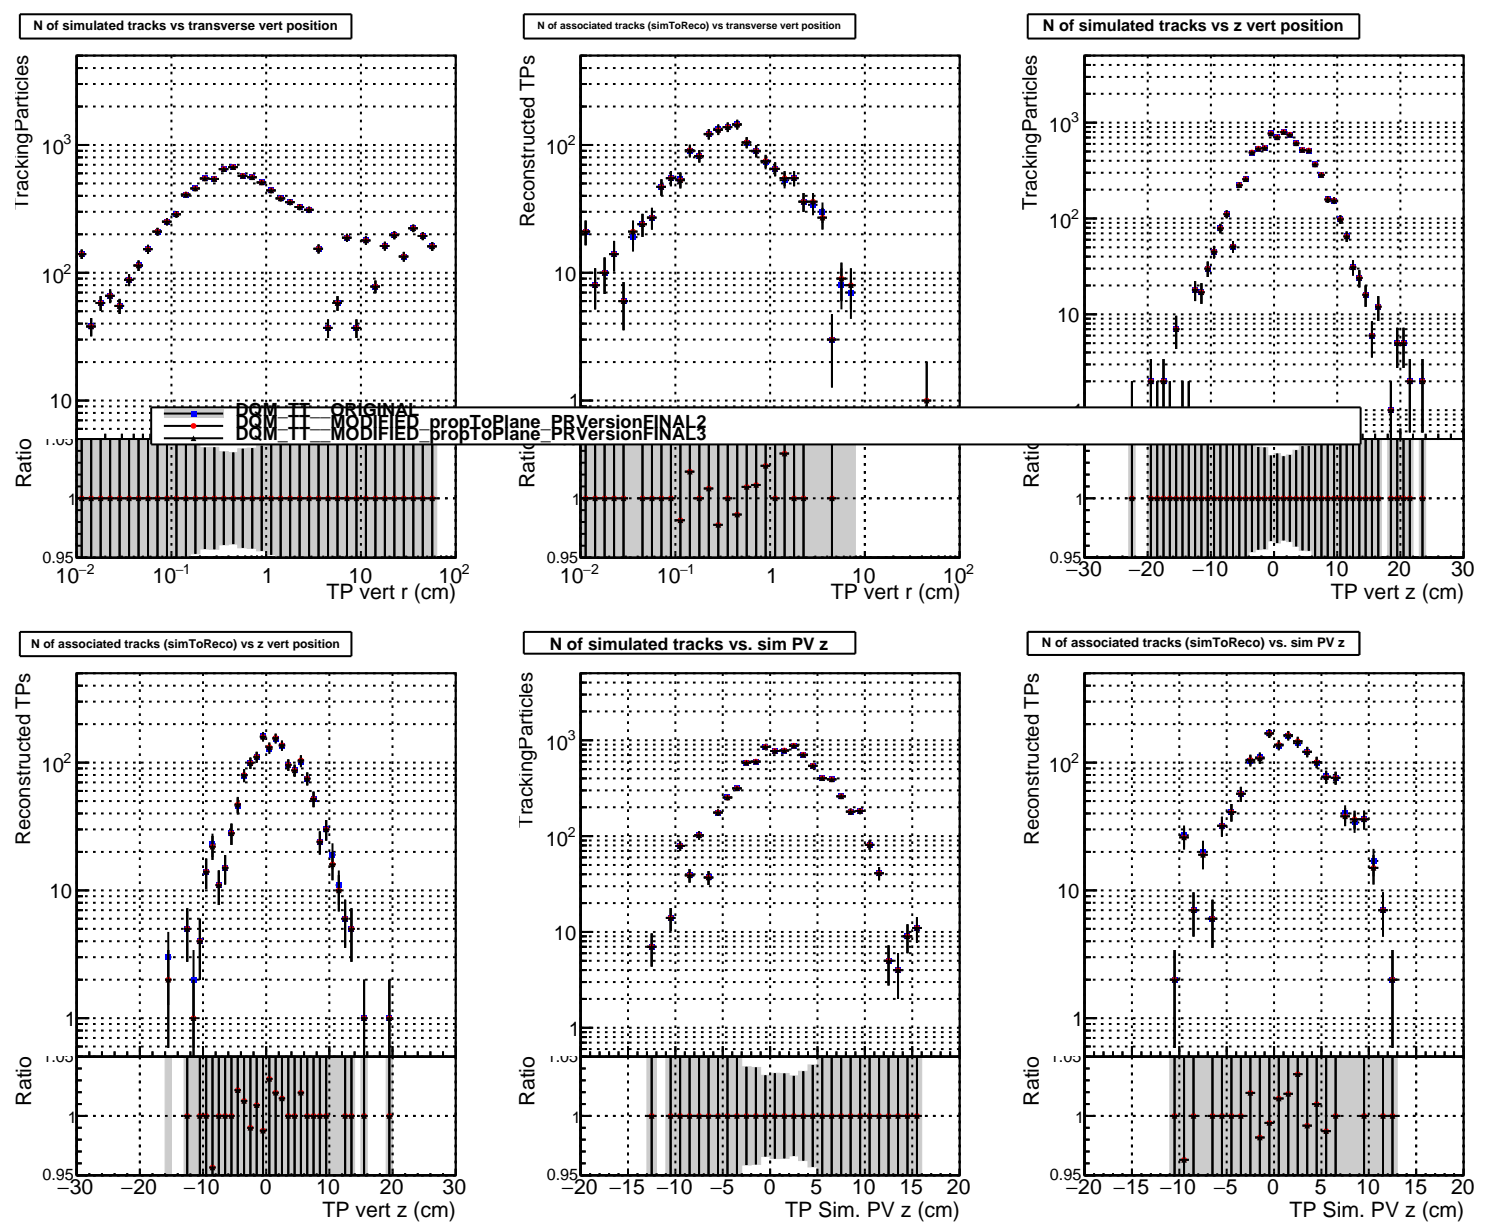 N of simulated tracks vs transverse vert position
TrackingParticles
10³
10²
10
Ratio
1
0.95
10⁻² 10⁻¹ 1 10 10²
TP vert r (cm)
N of associated tracks (simToReco) vs transverse vert position
Reconstructed TPs
10²
10
1
Ratio
1
0.95
10⁻² 10⁻¹ 1 10 10²
TP vert r (cm)
N of simulated tracks vs z vert position
TrackingParticles
10³
10²
10
1
Ratio
1
0.95
−30 −20 −10 0 10 20 30
TP vert z (cm)
DQM_TT__ORIGINAL
DQM_TT__MODIFIED_propToPlane_PRVersionFINAL2
DQM_TT__MODIFIED_propToPlane_PRVersionFINAL3
N of associated tracks (simToReco) vs z vert position
Reconstructed TPs
10²
10
1
Ratio
1
0.95
−30 −20 −10 0 10 20 30
TP vert z (cm)
N of simulated tracks vs. sim PV z
TrackingParticles
10³
10²
10
1
Ratio
1.05
1
0.95
−20 −15 −10 −5 0 5 10 15 20
TP Sim. PV z (cm)
N of associated tracks (simToReco) vs. sim PV z
Reconstructed TPs
10²
10
1
Ratio
1.05
1
0.95
−20 −15 −10 −5 0 5 10 15 20
TP Sim. PV z (cm)